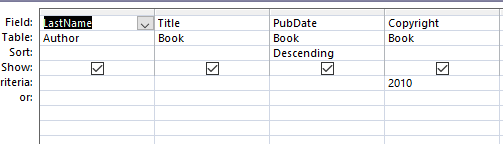 Field: LastName Title PubDate Copyright
Table: Author Book Book Book
Sort: Descending
Show:
riteria: 2010
or: